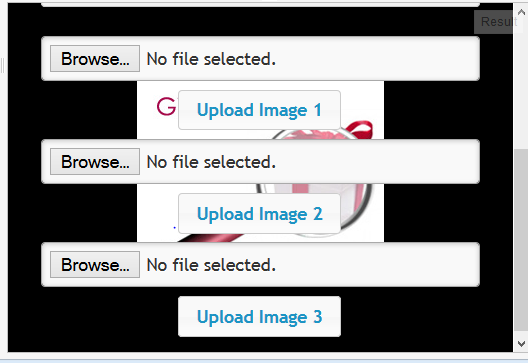 Result
Browse... No file selected.
G
Upload Image 1
Browse... No file selected.
Upload Image 2
Browse... No file selected.
Upload Image 3